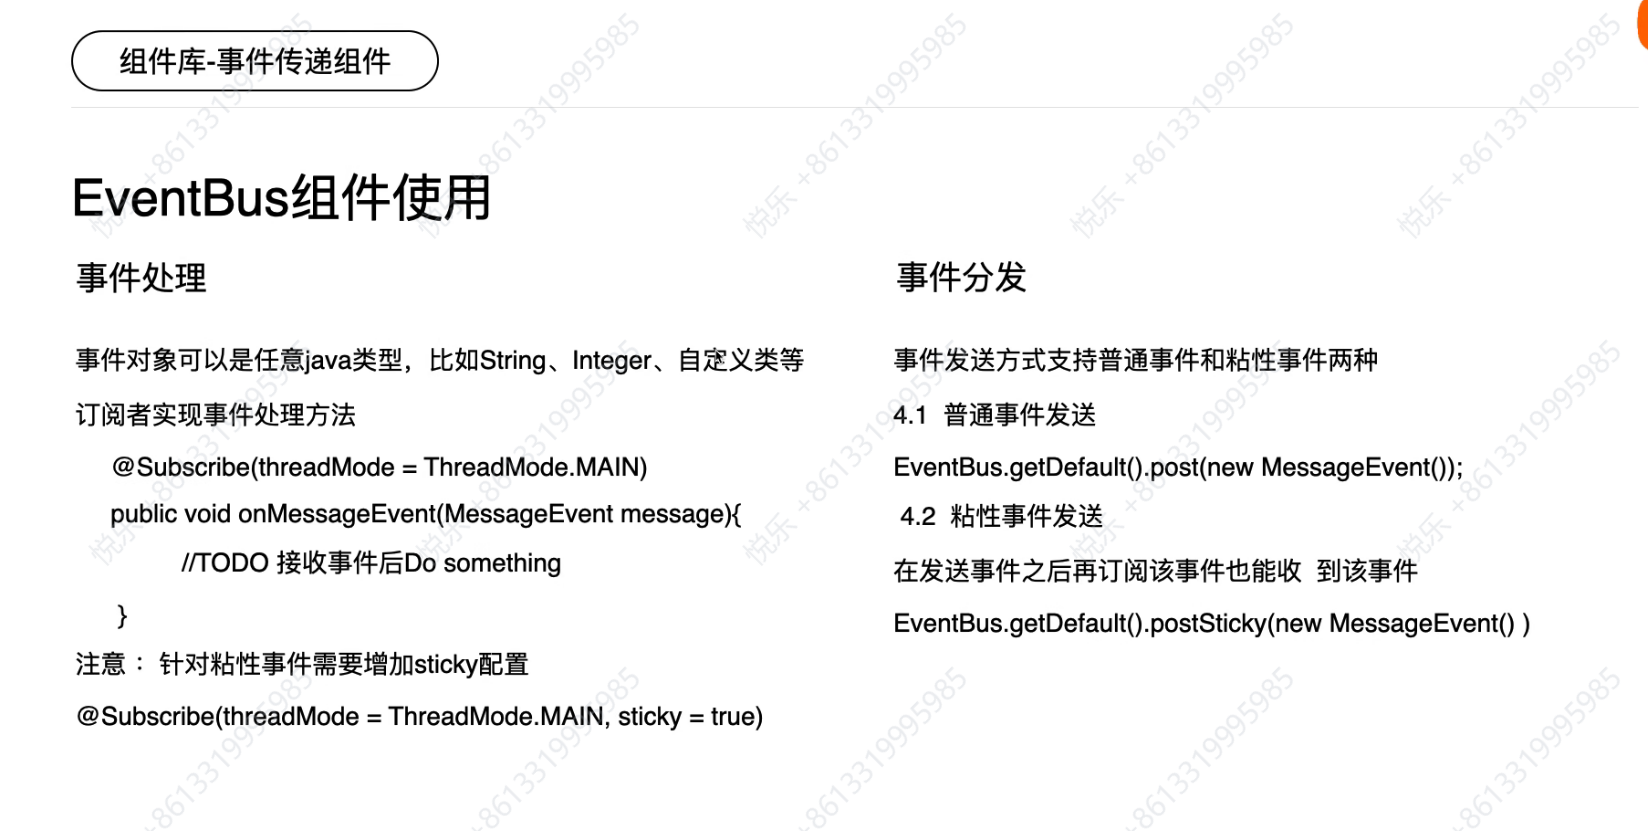 组件库-事件传递组件
EventBus组件使用
事件处理
事件对象可以是任意java类型，比如String、Integer、自定义类等
订阅者实现事件处理方法
@Subscribe(threadMode = ThreadMode.MAIN)
public void onMessageEvent(MessageEvent message){
//TODO 接收事件后Do something
}
注意： 针对粘性事件需要增加sticky配置
@Subscribe(threadMode = ThreadMode.MAIN, sticky = true)
事件分发
事件发送方式支持普通事件和粘性事件两种
4.1 普通事件发送
EventBus.getDefault().post(new MessageEvent());
4.2 粘性事件发送
在发送事件之后再订阅该事件也能收 到该事件
EventBus.getDefault().postSticky(new MessageEvent() )
悦乐 +8613319995985